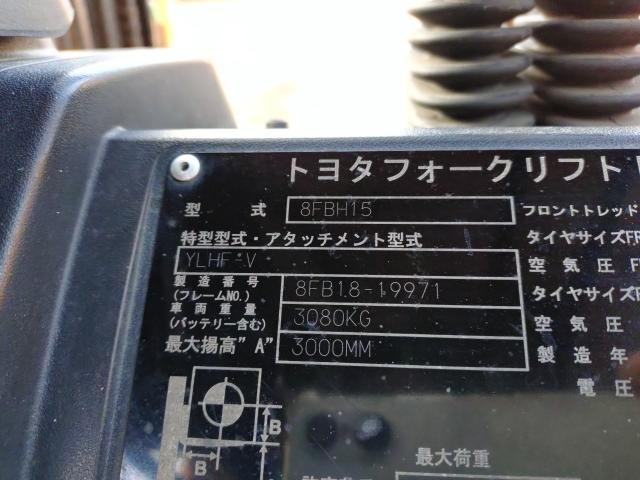 トヨタフォークリフト
型 式 8FBH15 フロントトレッド
特型型式・アタッチメント型式 タイヤサイズFR
YLHF-V 空気圧
製造番号
(フレームNO.) 8FB18-19971 タイヤサイズ
車両重量
(バッテリー含む) 3080KG 空気圧
最大揚高"A" 3000MM 製造年
電圧
B
B
最大荷重